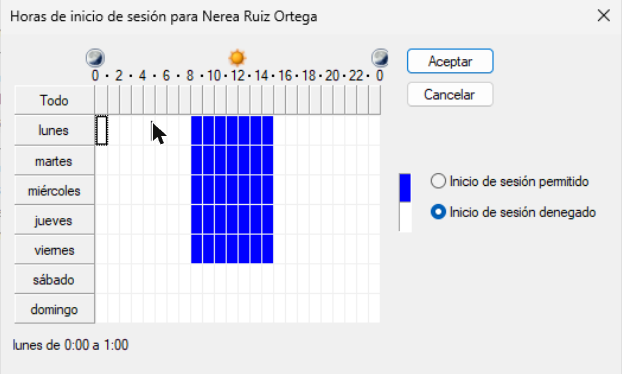 Horas de inicio de sesión para Nerea Ruiz Ortega
0 · 2 · 4 · 6 · 8 · 10 · 12 · 14 · 16 · 18 · 20 · 22 · 0
Aceptar
Cancelar
Todo
lunes
martes
miércoles
jueves
viernes
sábado
domingo
Inicio de sesión permitido
Inicio de sesión denegado
lunes de 0:00 a 1:00